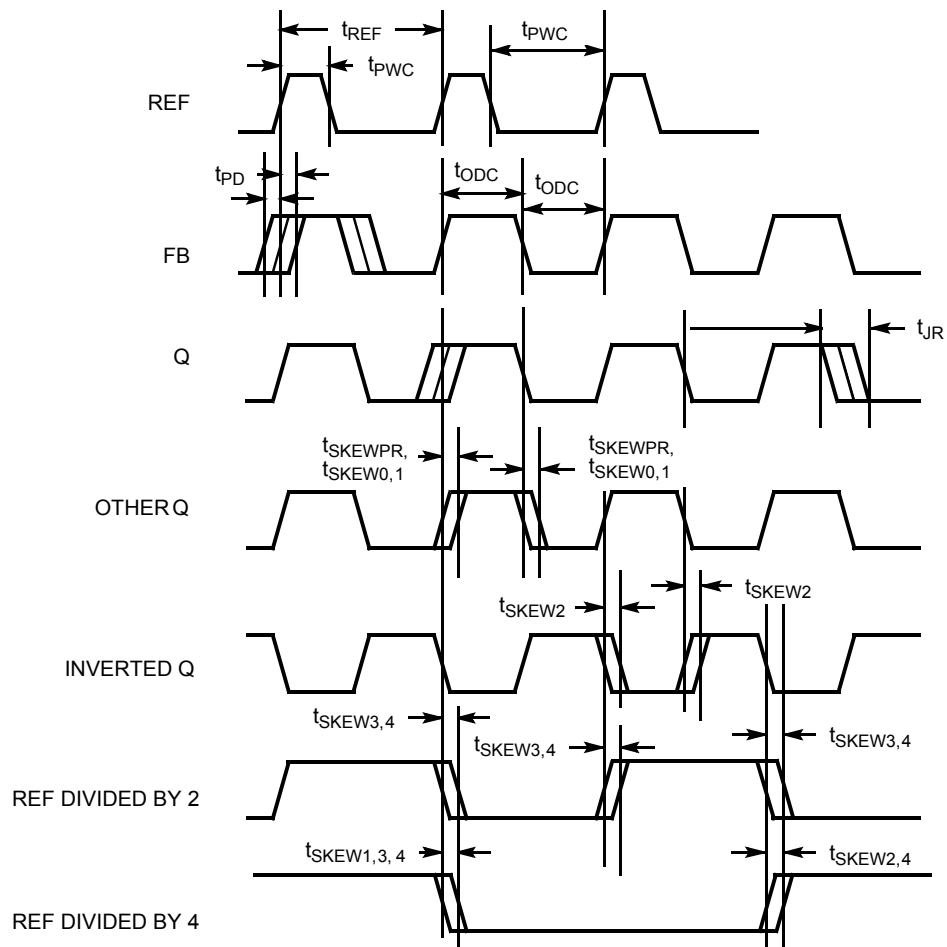 tREF
tPWC
tPWC
REF
tPD
tODC
tODC
FB
Q
tJR
tSKEWPR,
tSKEW0,1
tSKEWPR,
tSKEW0,1
OTHER Q
tSKEW2
tSKEW2
INVERTED Q
tSKEW3,4
tSKEW3,4
tSKEW3,4
REF DIVIDED BY 2
tSKEW1,3,4
tSKEW2,4
REF DIVIDED BY 4